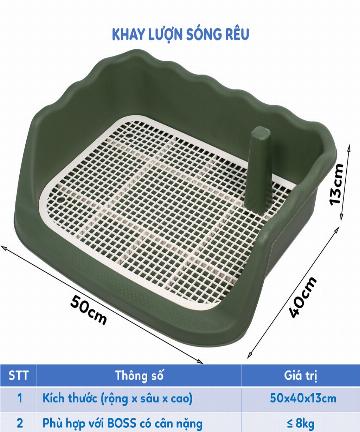 KHAY LƯỢN SÓNG RÊU
13cm
50cm
40cm
STT Thông số Giá trị
1 Kích thước (rộng x sâu x cao) 50x40x13cm
2 Phù hợp với BOSS có cân nặng ≤ 8kg